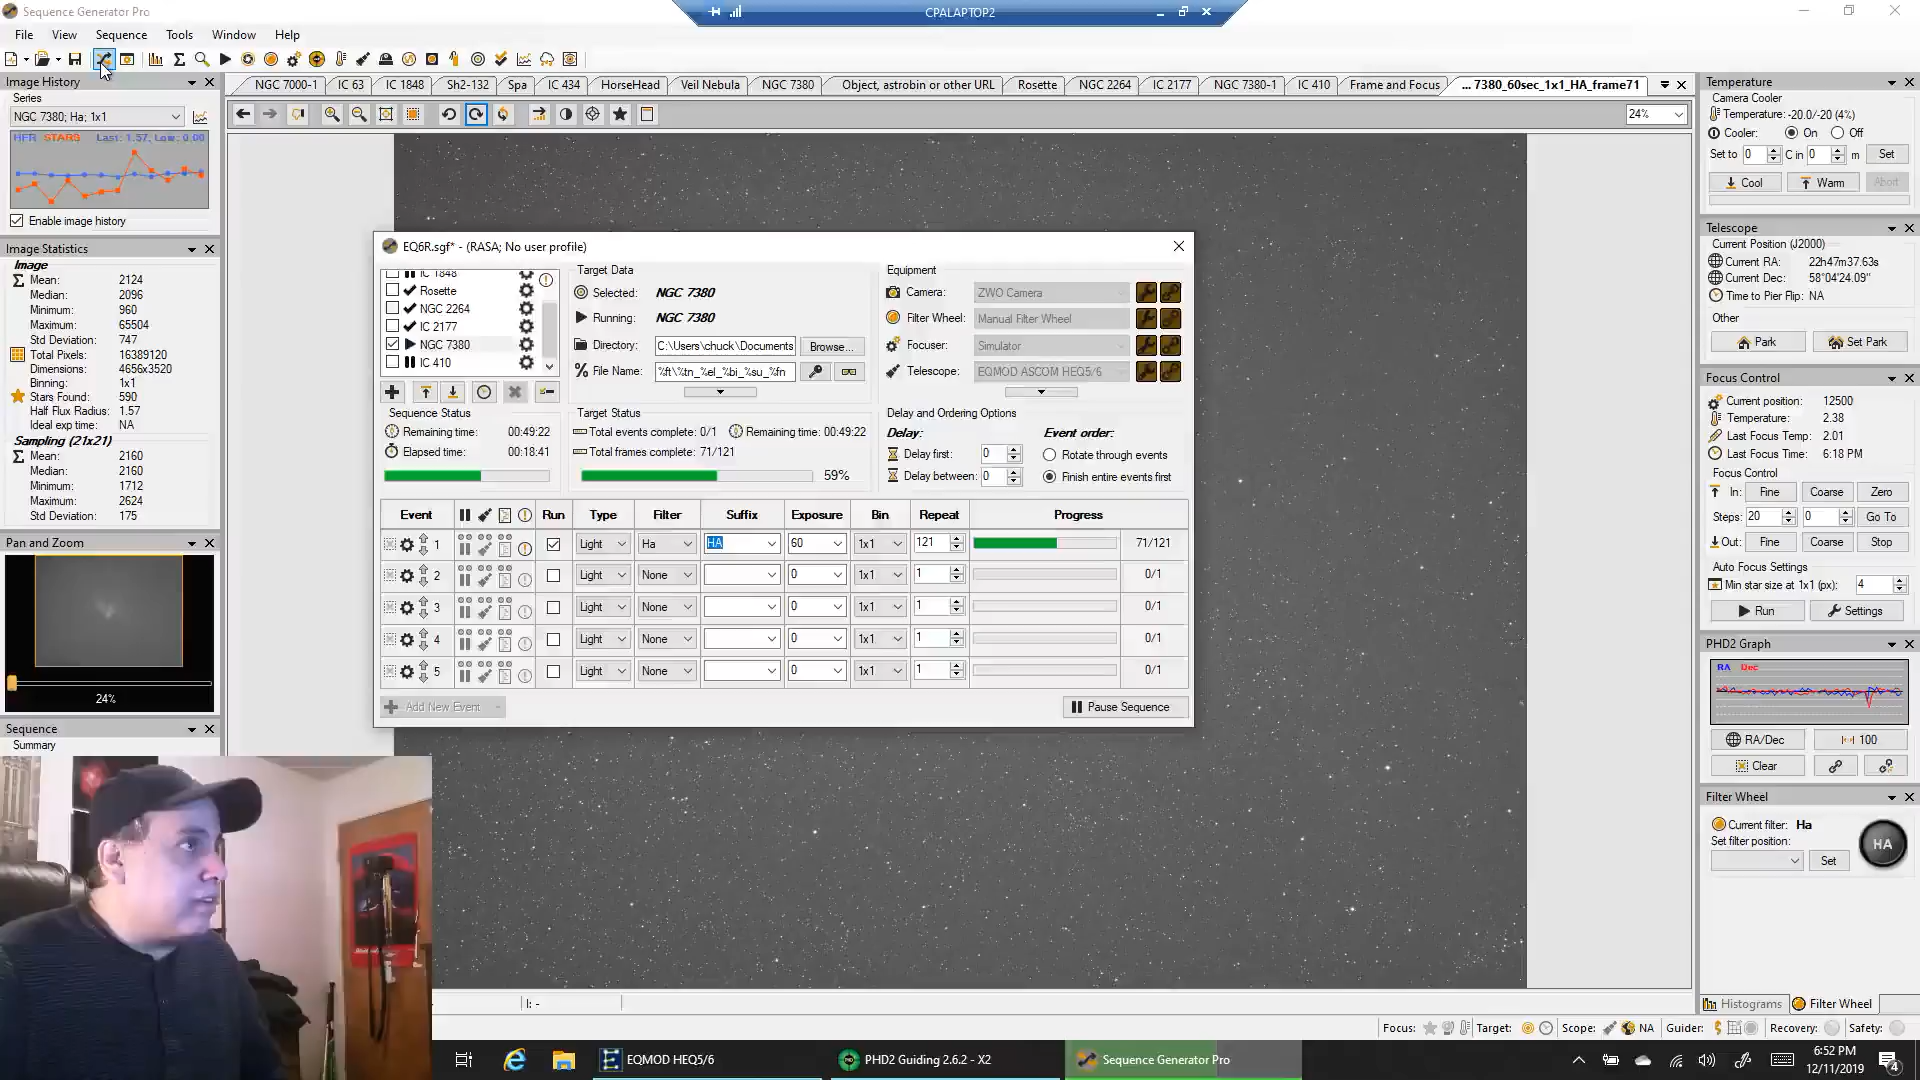 Sequence Generator Pro
CPALAPTOP2
File View Sequence Tools Window Help
Image History
Series
NGC 7380; Ha; 1x1
HFR STARS Last: 1.57, Low: 0.00
Enable image history
Image Statistics
Image
Mean: 2124
Median: 2096
Minimum: 960
Maximum: 65504
Std Deviation: 747
Total Pixels: 16389120
Dimensions: 4656x3520
Binning: 1x1
Stars Found: 590
Half Flux Radius: 1.57
Ideal exp time: NA
Sampling (21x21)
Mean: 2160
Median: 2160
Minimum: 1712
Maximum: 2624
Std Deviation: 175
Pan and Zoom
24%
Sequence
Summary
NGC 7000-1 IC 63 IC 1848 Sh2-132 Spa IC 434 HorseHead Veil Nebula NGC 7380 Object, astrobin or other URL Rosette NGC 2264 IC 2177 NGC 7380-1 IC 410 Frame and Focus ... 7380_60sec_1x1_HA_frame71
24%
EQ6R.sgf* - (RASA; No user profile)
IC 1848
Rosette
NGC 2264
IC 2177
NGC 7380
IC 410
Target Data
Selected: NGC 7380
Running: NGC 7380
Directory: C:\Users\chuck\Documents Browse...
File Name: %ft\%tn_%el_%bi_%su_%fn
Equipment
Camera: ZWO Camera
Filter Wheel: Manual Filter Wheel
Focuser: Simulator
Telescope: EQMOD ASCOM HEQ5/6
Sequence Status
Remaining time: 00:49:22
Elapsed time: 00:18:41
Target Status
Total events complete: 0/1 Remaining time: 00:49:22
Total frames complete: 71/121
59%
Delay and Ordering Options
Delay: Event order:
Delay first: 0 Rotate through events
Delay between: 0 Finish entire events first
Event Run Type Filter Suffix Exposure Bin Repeat Progress
1 Light Ha HA 60 1x1 121 71/121
2 Light None 0 1x1 1 0/1
3 Light None 0 1x1 1 0/1
4 Light None 0 1x1 1 0/1
5 Light None 0 1x1 1 0/1
Add New Event Pause Sequence
I: -
Temperature
Camera Cooler
Temperature: -20.0/-20 (4%)
Cooler: On Off
Set to 0 C in 0 m Set
Cool Warm Abort
Telescope
Current Position (J2000)
Current RA: 22h47m37.63s
Current Dec: 58°04'24.09"
Time to Pier Flip: NA
Other
Park Set Park
Focus Control
Current position: 12500
Temperature: 2.38
Last Focus Temp: 2.01
Last Focus Time: 6:18 PM
Focus Control
In: Fine Coarse Zero
Steps: 20 0 Go To
Out: Fine Coarse Stop
Auto Focus Settings
Min star size at 1x1 (px): 4
Run Settings
PHD2 Graph
RA Dec
RA/Dec 100
Clear
Filter Wheel
Current filter: Ha
Set filter position:
Set
HA
Histograms Filter Wheel
Focus: Target: Scope: NA Guider: Recovery: Safety:
EQMOD HEQ5/6
PHD2 Guiding 2.6.2 - X2
Sequence Generator Pro
6:52 PM
12/11/2019
4